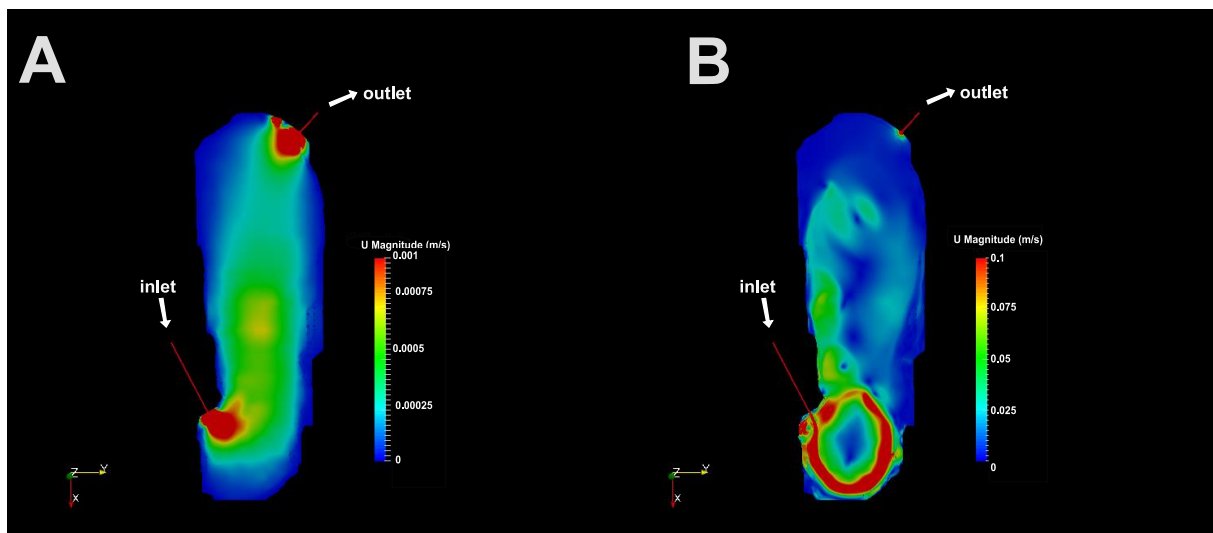 A
outlet
U Magnitude (m/s)
0.001
0.00075
0.0005
0.00025
0
inlet
Z
Y
X
B
outlet
U Magnitude (m/s)
0.1
0.075
0.05
0.025
0
inlet
Z
Y
X